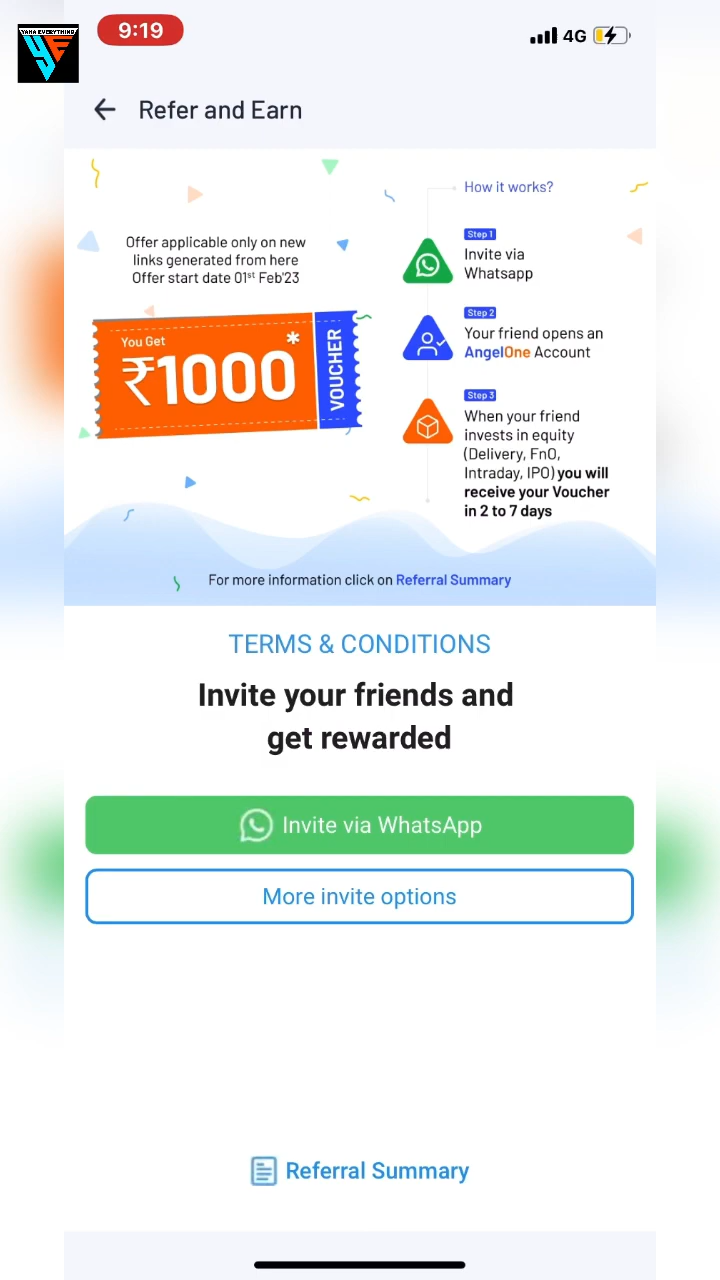 YAHA EVERYTHING
9:19
4G
Refer and Earn
Offer applicable only on new
links generated from here
Offer start date 01st Feb'23
You Get
₹1000*
VOUCHER
How it works?
Step 1
Invite via
Whatsapp
Step 2
Your friend opens an
AngelOne Account
Step 3
When your friend
invests in equity
(Delivery, FnO,
Intraday, IPO) you will
receive your Voucher
in 2 to 7 days
For more information click on Referral Summary
TERMS & CONDITIONS
Invite your friends and
get rewarded
Invite via WhatsApp
More invite options
Referral Summary